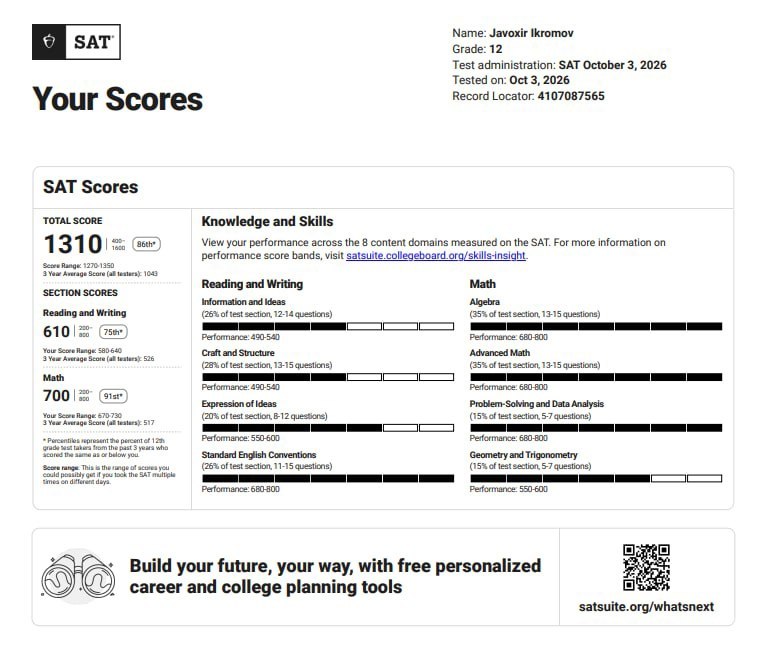 SAT
Your Scores
Name: Javoxir Ikromov
Grade: 12
Test administration: SAT October 3, 2026
Tested on: Oct 3, 2026
Record Locator: 4107087565
SAT Scores
TOTAL SCORE
1310 | 400–1600 86th*
Score Range: 1270-1350
3 Year Average Score (all testers): 1043
SECTION SCORES
Reading and Writing
610 | 200–800 75th*
Your Score Range: 580-640
3 Year Average Score (all testers): 526
Math
700 | 200–800 91st*
Your Score Range: 670-730
3 Year Average Score (all testers): 517
* Percentiles represent the percent of 12th
grade test takers from the past 3 years who
scored the same as or below you.
Score range: This is the range of scores you
could possibly get if you took the SAT multiple
times on different days.
Knowledge and Skills
View your performance across the 8 content domains measured on the SAT. For more information on
performance score bands, visit satsuite.collegeboard.org/skills-insight.
Reading and Writing
Information and Ideas
(26% of test section, 12-14 questions)
Performance: 490-540
Craft and Structure
(28% of test section, 13-15 questions)
Performance: 490-540
Expression of Ideas
(20% of test section, 8-12 questions)
Performance: 550-600
Standard English Conventions
(26% of test section, 11-15 questions)
Performance: 680-800
Math
Algebra
(35% of test section, 13-15 questions)
Performance: 680-800
Advanced Math
(35% of test section, 13-15 questions)
Performance: 680-800
Problem-Solving and Data Analysis
(15% of test section, 5-7 questions)
Performance: 680-800
Geometry and Trigonometry
(15% of test section, 5-7 questions)
Performance: 550-600
Build your future, your way, with free personalized
career and college planning tools
satsuite.org/whatsnext